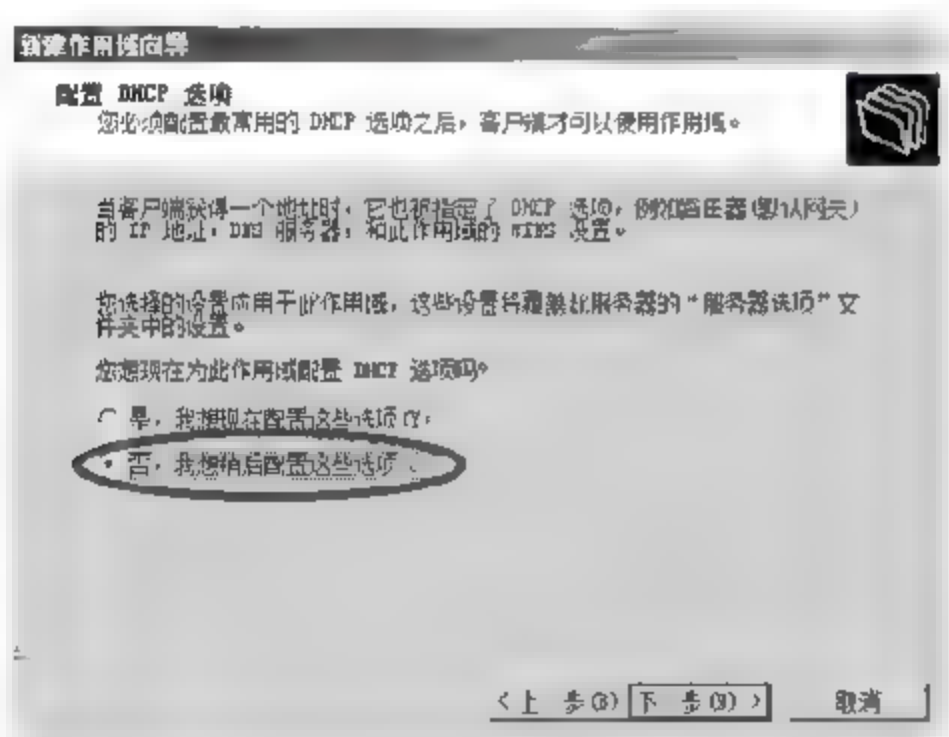 新建作用域向导
配置 DHCP 选项
您必须配置最常用的 DHCP 选项之后，客户端才可以使用作用域。
当客户端获得一个地址时，它也被指定了 DHCP 选项，例如路由器(默认网关)
的 IP 地址，DNS 服务器，和此作用域的 WINS 设置。
您选择的设置应用于此作用域，这些设置将覆盖此服务器的“服务器选项”文
件夹中的设置。
您想现在为此作用域配置 DHCP 选项吗?
是，我想现在配置这些选项(Y)
否，我想稍后配置这些选项
<上 步(B) 下 步(N) > 取消